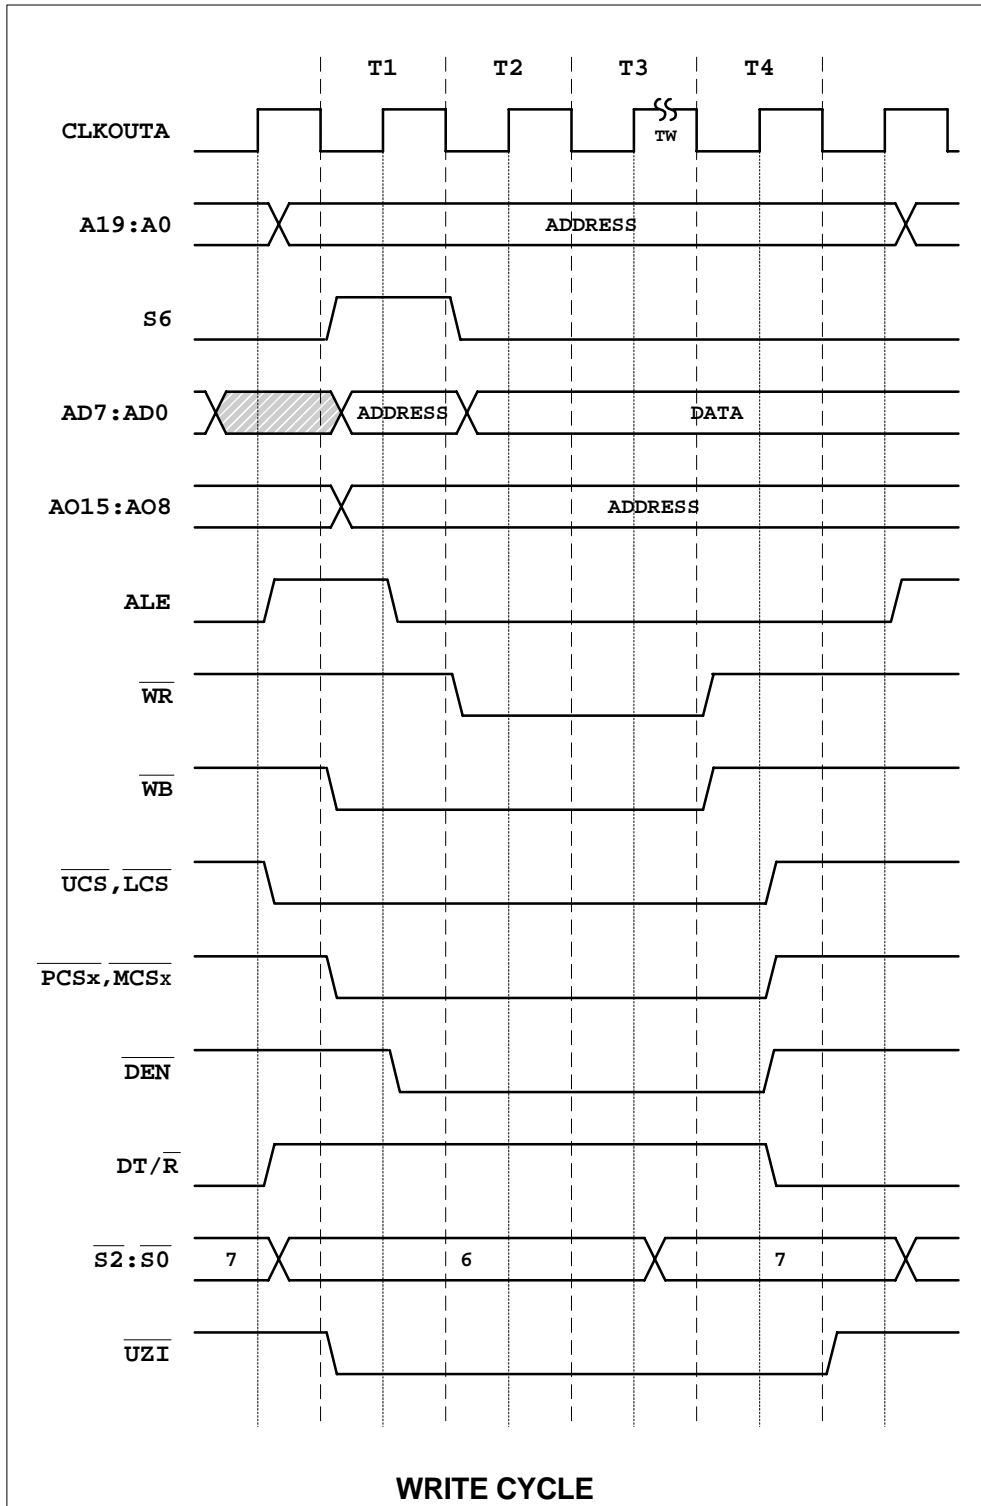 T1 T2 T3 T4
CLKOUTA TW
A19:A0 ADDRESS
S6
AD7:AD0 ADDRESS DATA
AO15:AO8 ADDRESS
ALE
WR
WB
UCS,LCS
PCSx,MCSx
DEN
DT/R
S2:S0 7 6 7
UZI
WRITE CYCLE